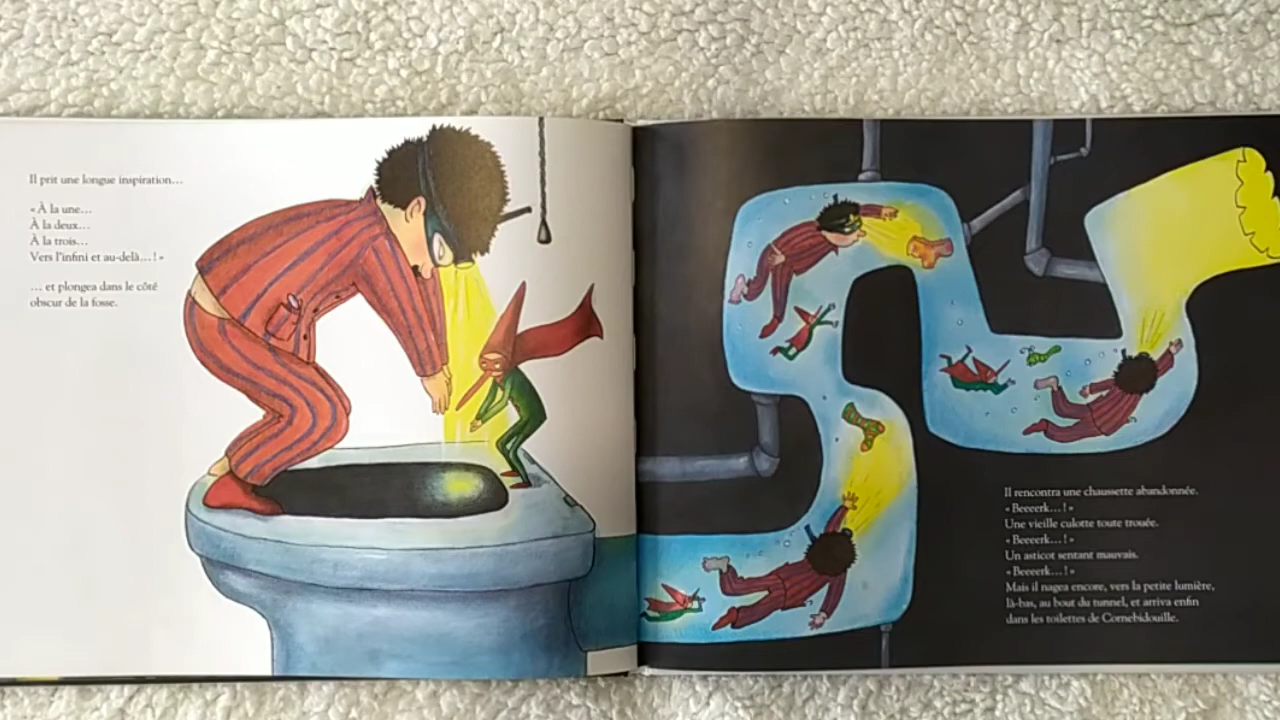 Il prit une longue inspiration…
« À la une…
À la deux…
À la trois…
Vers l'infini et au-delà… ! »
… et plongea dans le côté
obscur de la fosse.
Il rencontra une chaussette abandonnée.
« Beeeerk… ! »
Une vieille culotte toute trouée.
« Beeeerk… ! »
Un asticot sentant mauvais.
« Beeeerk… ! »
Mais il nagea encore, vers la petite lumière,
là-bas, au bout du tunnel, et arriva enfin
dans les toilettes de Cornebidouille.